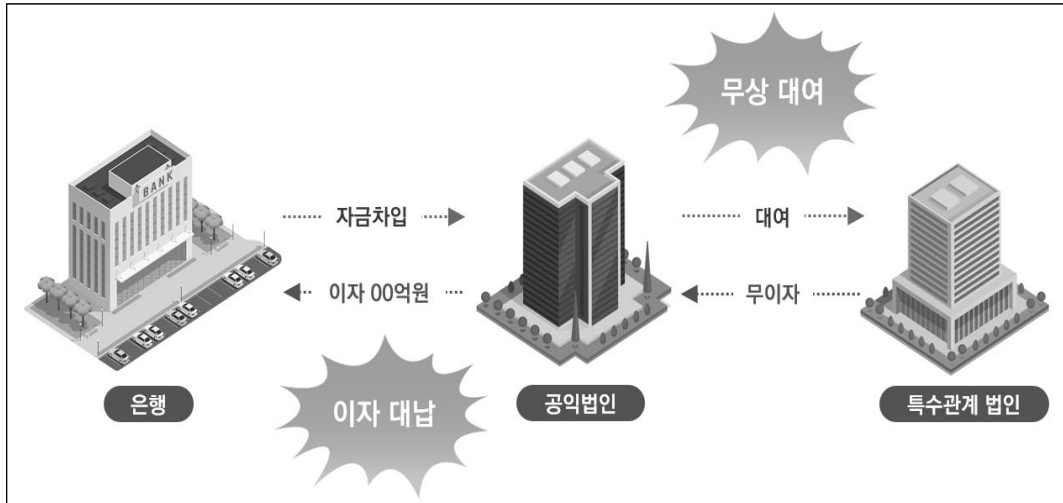 무상 대여
BANK
자금차입
대여
이자 00억원
무이자
은행
이자 대납
공익법인
특수관계 법인